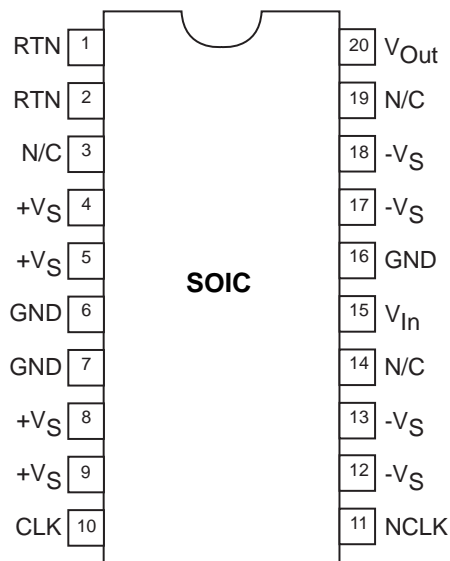 RTN 1 20 VOut
RTN 2 19 N/C
N/C 3 18 -VS
+VS 4 17 -VS
+VS 5 16 GND
SOIC
GND 6 15 VIn
GND 7 14 N/C
+VS 8 13 -VS
+VS 9 12 -VS
CLK 10 11 NCLK